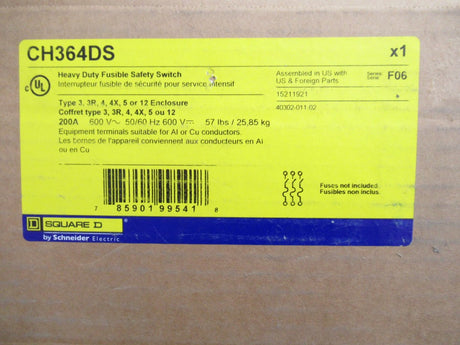 CH364DS
x1
Heavy Duty Fusible Safety Switch
Interrupteur fusible de sécurité pour service intensif
Assembled in US with
US & Foreign Parts
Series
Série
F06
15211921
40302-011.02
C UL US
Type 3, 3R, 4, 4X, 5 or 12 Enclosure
Coffret type 3, 3R, 4, 4X, 5 ou 12
200A 600 V~ 50/60 Hz 600 V⎓ 57 lbs / 25,85 kg
Equipment terminals suitable for Al or Cu conductors.
Les bornes de l'appareil conviennent aux conducteurs en Al
ou en Cu
7 85901 99541 8
Fuses not included.
Fusibles non inclus.
D SQUARE D
by Schneider Electric